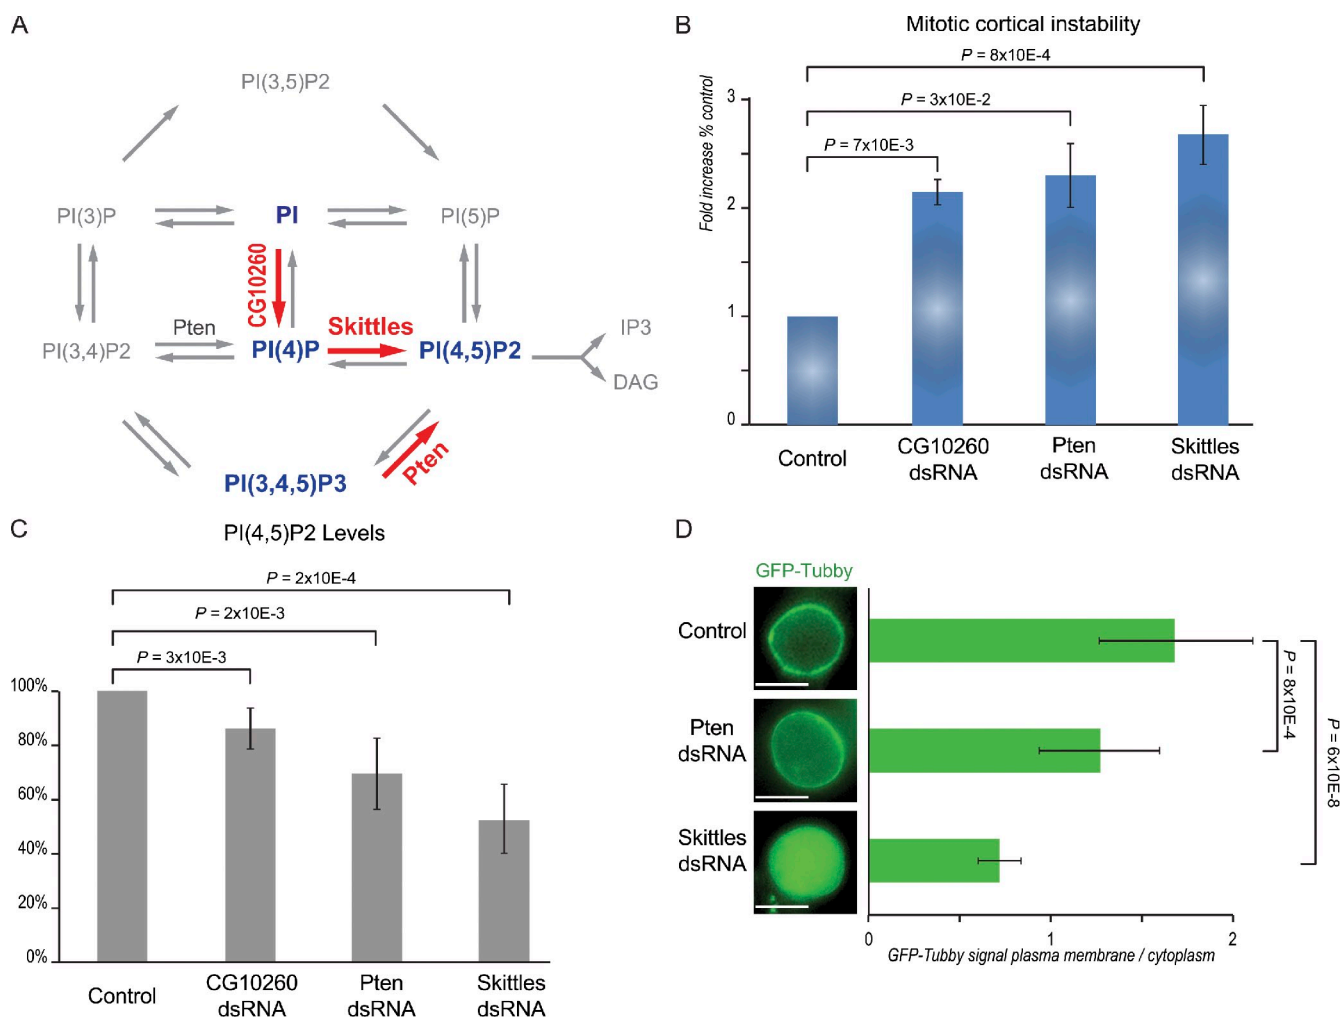 A
PI(3,5)P2
PI(3)P
PI
PI(5)P
CG10260
Pten
Skittles
PI(3,4)P2
PI(4)P
PI(4,5)P2
IP3
DAG
Pten
PI(3,4,5)P3
B
Mitotic cortical instability
P = 8x10E-4
P = 3x10E-2
P = 7x10E-3
Fold increase % control
3
2
1
0
Control
CG10260
dsRNA
Pten
dsRNA
Skittles
dsRNA
C
PI(4,5)P2 Levels
P = 2x10E-4
P = 2x10E-3
P = 3x10E-3
100%
80%
60%
40%
20%
0%
Control
CG10260
dsRNA
Pten
dsRNA
Skittles
dsRNA
D
GFP-Tubby
Control
Pten
dsRNA
Skittles
dsRNA
P = 8x10E-4
P = 6x10E-8
0
1
2
GFP-Tubby signal plasma membrane / cytoplasm